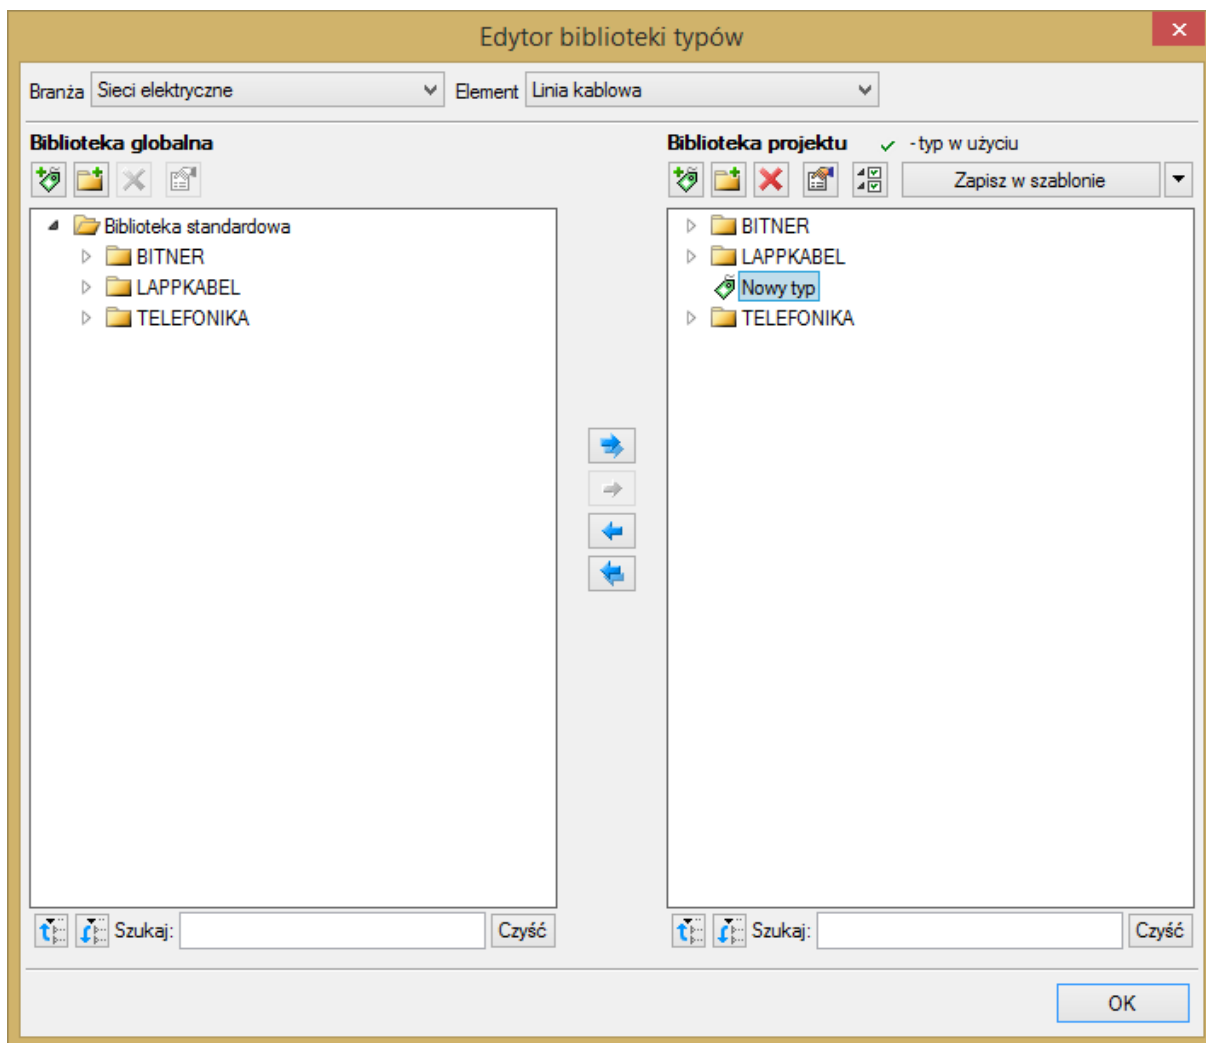 Edytor biblioteki typów
Branża Sieci elektryczne Element Linia kablowa
Biblioteka globalna
Biblioteka projektu - typ w użyciu
Zapisz w szablonie
Biblioteka standardowa
BITNER
LAPPKABEL
TELEFONIKA
BITNER
LAPPKABEL
Nowy typ
TELEFONIKA
Szukaj: Czyść
Szukaj: Czyść
OK